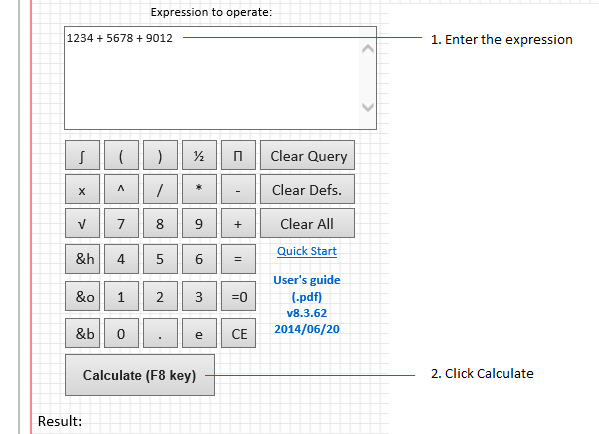 Expression to operate:
1234 + 5678 + 9012
1. Enter the expression
∫ ( ) ½ Π Clear Query
x ^ / * - Clear Defs.
√ 7 8 9 + Clear All
&h 4 5 6 = Quick Start
&o 1 2 3 =0 User's guide
(.pdf)
v8.3.62
&b 0 . e CE 2014/06/20
Calculate (F8 key)
2. Click Calculate
Result: